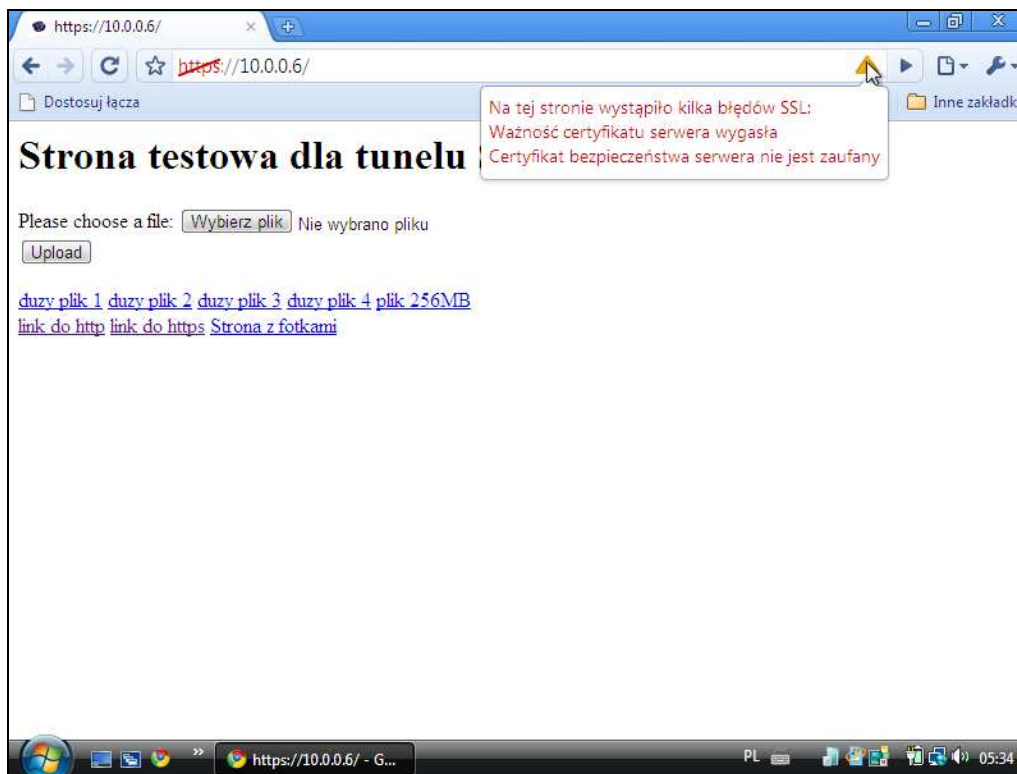 https://10.0.0.6/
https://10.0.0.6/
Dostosuj łącza
Inne zakładk
Na tej stronie wystąpiło kilka błędów SSL:
Ważność certyfikatu serwera wygasła
Certyfikat bezpieczeństwa serwera nie jest zaufany
Strona testowa dla tunelu
Please choose a file: Wybierz plik Nie wybrano pliku
Upload
duzy plik 1 duzy plik 2 duzy plik 3 duzy plik 4 plik 256MB
link do http link do https Strona z fotkami
» https://10.0.0.6/ - G... PL 05:34